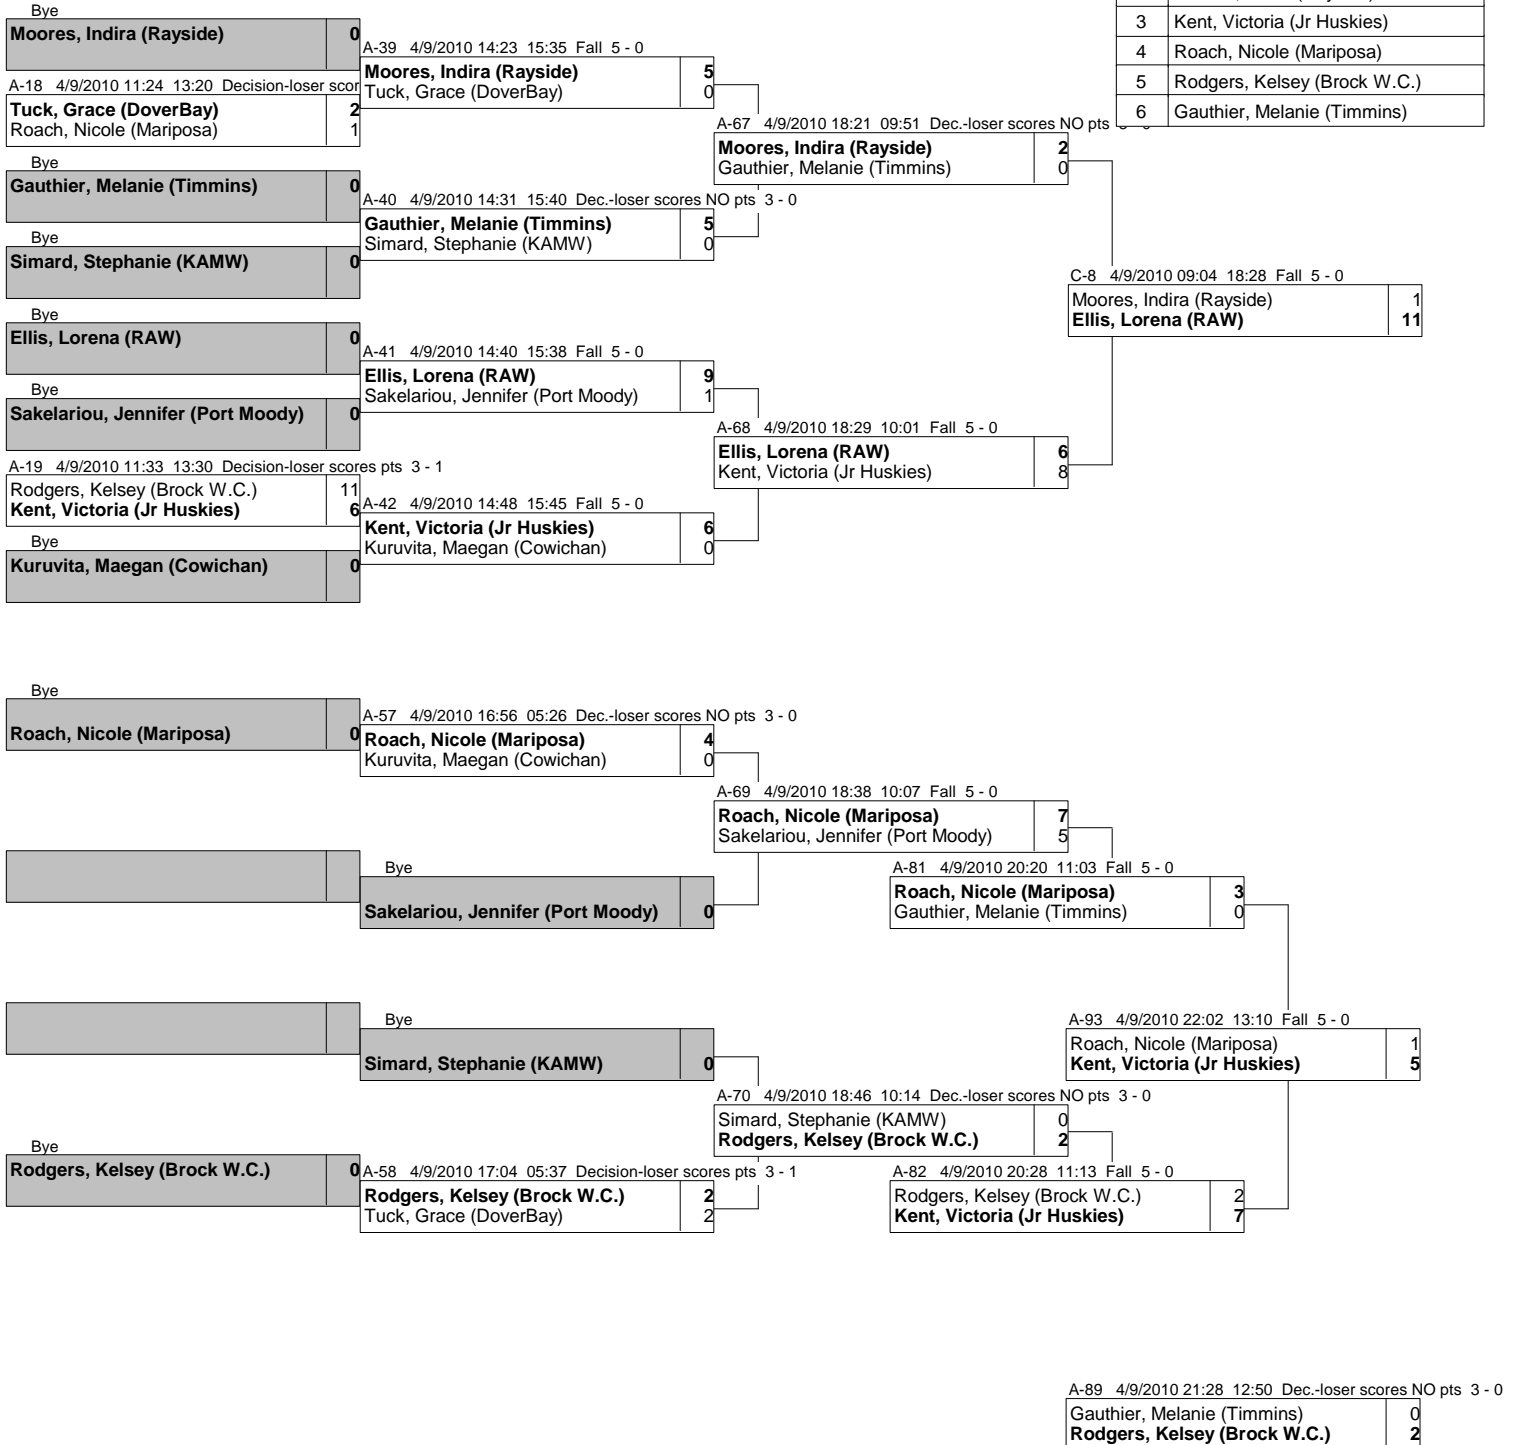 Bye
Moores, Indira (Rayside) 0
A-18 4/9/2010 11:24 13:20 Decision-loser scor
Tuck, Grace (DoverBay) 2
Roach, Nicole (Mariposa) 1
Bye
Gauthier, Melanie (Timmins) 0
Bye
Simard, Stephanie (KAMW) 0
Bye
Ellis, Lorena (RAW) 0
Bye
Sakelariou, Jennifer (Port Moody) 0
A-19 4/9/2010 11:33 13:30 Decision-loser scores pts 3 - 1
Rodgers, Kelsey (Brock W.C.) 11
Kent, Victoria (Jr Huskies) 6
Bye
Kuruvita, Maegan (Cowichan) 0
A-39 4/9/2010 14:23 15:35 Fall 5 - 0
Moores, Indira (Rayside) 5
Tuck, Grace (DoverBay) 0
A-40 4/9/2010 14:31 15:40 Dec.-loser scores NO pts 3 - 0
Gauthier, Melanie (Timmins) 5
Simard, Stephanie (KAMW) 0
A-41 4/9/2010 14:40 15:38 Fall 5 - 0
Ellis, Lorena (RAW) 9
Sakelariou, Jennifer (Port Moody) 1
A-42 4/9/2010 14:48 15:45 Fall 5 - 0
Kent, Victoria (Jr Huskies) 6
Kuruvita, Maegan (Cowichan) 0
A-67 4/9/2010 18:21 09:51 Dec.-loser scores NO pts
Moores, Indira (Rayside) 2
Gauthier, Melanie (Timmins) 0
A-68 4/9/2010 18:29 10:01 Fall 5 - 0
Ellis, Lorena (RAW) 6
Kent, Victoria (Jr Huskies) 8
C-8 4/9/2010 09:04 18:28 Fall 5 - 0
Moores, Indira (Rayside) 1
Ellis, Lorena (RAW) 11
3 Kent, Victoria (Jr Huskies)
4 Roach, Nicole (Mariposa)
5 Rodgers, Kelsey (Brock W.C.)
6 Gauthier, Melanie (Timmins)
Bye
Roach, Nicole (Mariposa) 0
Bye
Rodgers, Kelsey (Brock W.C.) 0
A-57 4/9/2010 16:56 05:26 Dec.-loser scores NO pts 3 - 0
Roach, Nicole (Mariposa) 4
Kuruvita, Maegan (Cowichan) 0
Bye
Sakelariou, Jennifer (Port Moody) 0
Bye
Simard, Stephanie (KAMW) 0
A-58 4/9/2010 17:04 05:37 Decision-loser scores pts 3 - 1
Rodgers, Kelsey (Brock W.C.) 2
Tuck, Grace (DoverBay) 2
A-69 4/9/2010 18:38 10:07 Fall 5 - 0
Roach, Nicole (Mariposa) 7
Sakelariou, Jennifer (Port Moody) 5
A-70 4/9/2010 18:46 10:14 Dec.-loser scores NO pts 3 - 0
Simard, Stephanie (KAMW) 0
Rodgers, Kelsey (Brock W.C.) 2
A-81 4/9/2010 20:20 11:03 Fall 5 - 0
Roach, Nicole (Mariposa) 3
Gauthier, Melanie (Timmins) 0
A-82 4/9/2010 20:28 11:13 Fall 5 - 0
Rodgers, Kelsey (Brock W.C.) 2
Kent, Victoria (Jr Huskies) 7
A-93 4/9/2010 22:02 13:10 Fall 5 - 0
Roach, Nicole (Mariposa) 1
Kent, Victoria (Jr Huskies) 5
A-89 4/9/2010 21:28 12:50 Dec.-loser scores NO pts 3 - 0
Gauthier, Melanie (Timmins) 0
Rodgers, Kelsey (Brock W.C.) 2